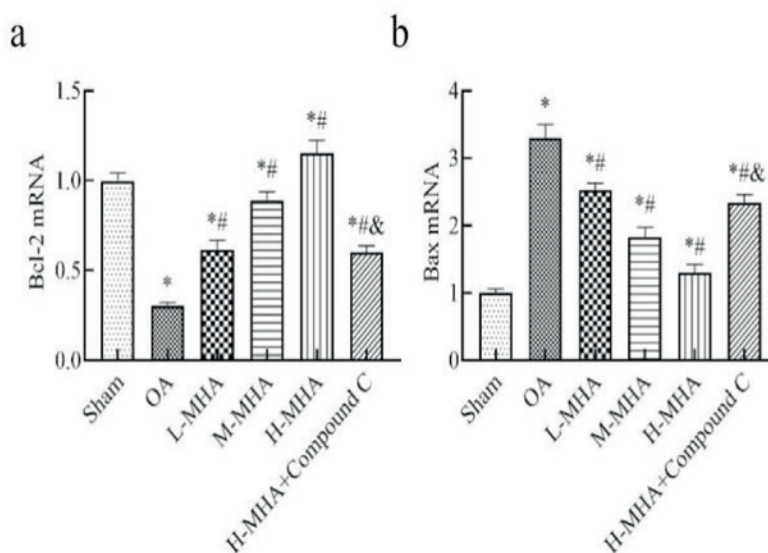 a
Bcl-2 mRNA
1.5
1.0
0.5
0.0
*
*#
*#
*#
*#&
Sham
OA
L-MHA
M-MHA
H-MHA
H-MHA+Compound C
b
Bax mRNA
4
3
2
1
0
*
*#
*#
*#
*#&
Sham
OA
L-MHA
M-MHA
H-MHA
H-MHA+Compound C